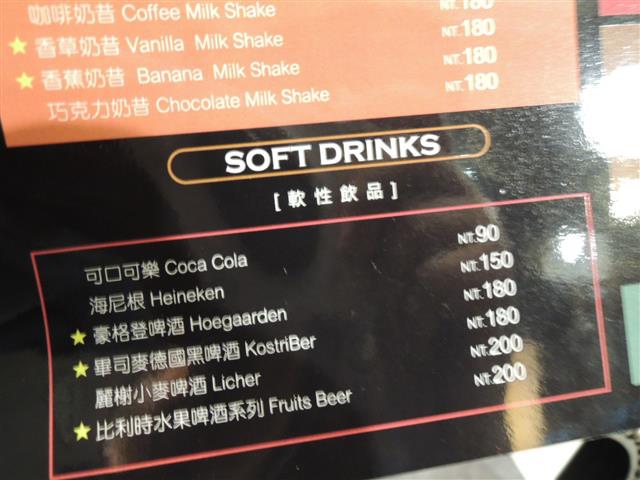 咖啡奶昔 Coffee Milk Shake NT.180
★ 香草奶昔 Vanilla Milk Shake NT.180
★ 香蕉奶昔 Banana Milk Shake NT.180
巧克力奶昔 Chocolate Milk Shake NT.180
SOFT DRINKS
[軟性飲品]
可口可樂 Coca Cola NT.90
海尼根 Heineken NT.150
★ 豪格登啤酒 Hoegaarden NT.180
★ 畢司麥德國黑啤酒 KostriBer NT.180
麗榭小麥啤酒 Licher NT.200
★ 比利時水果啤酒系列 Fruits Beer NT.200